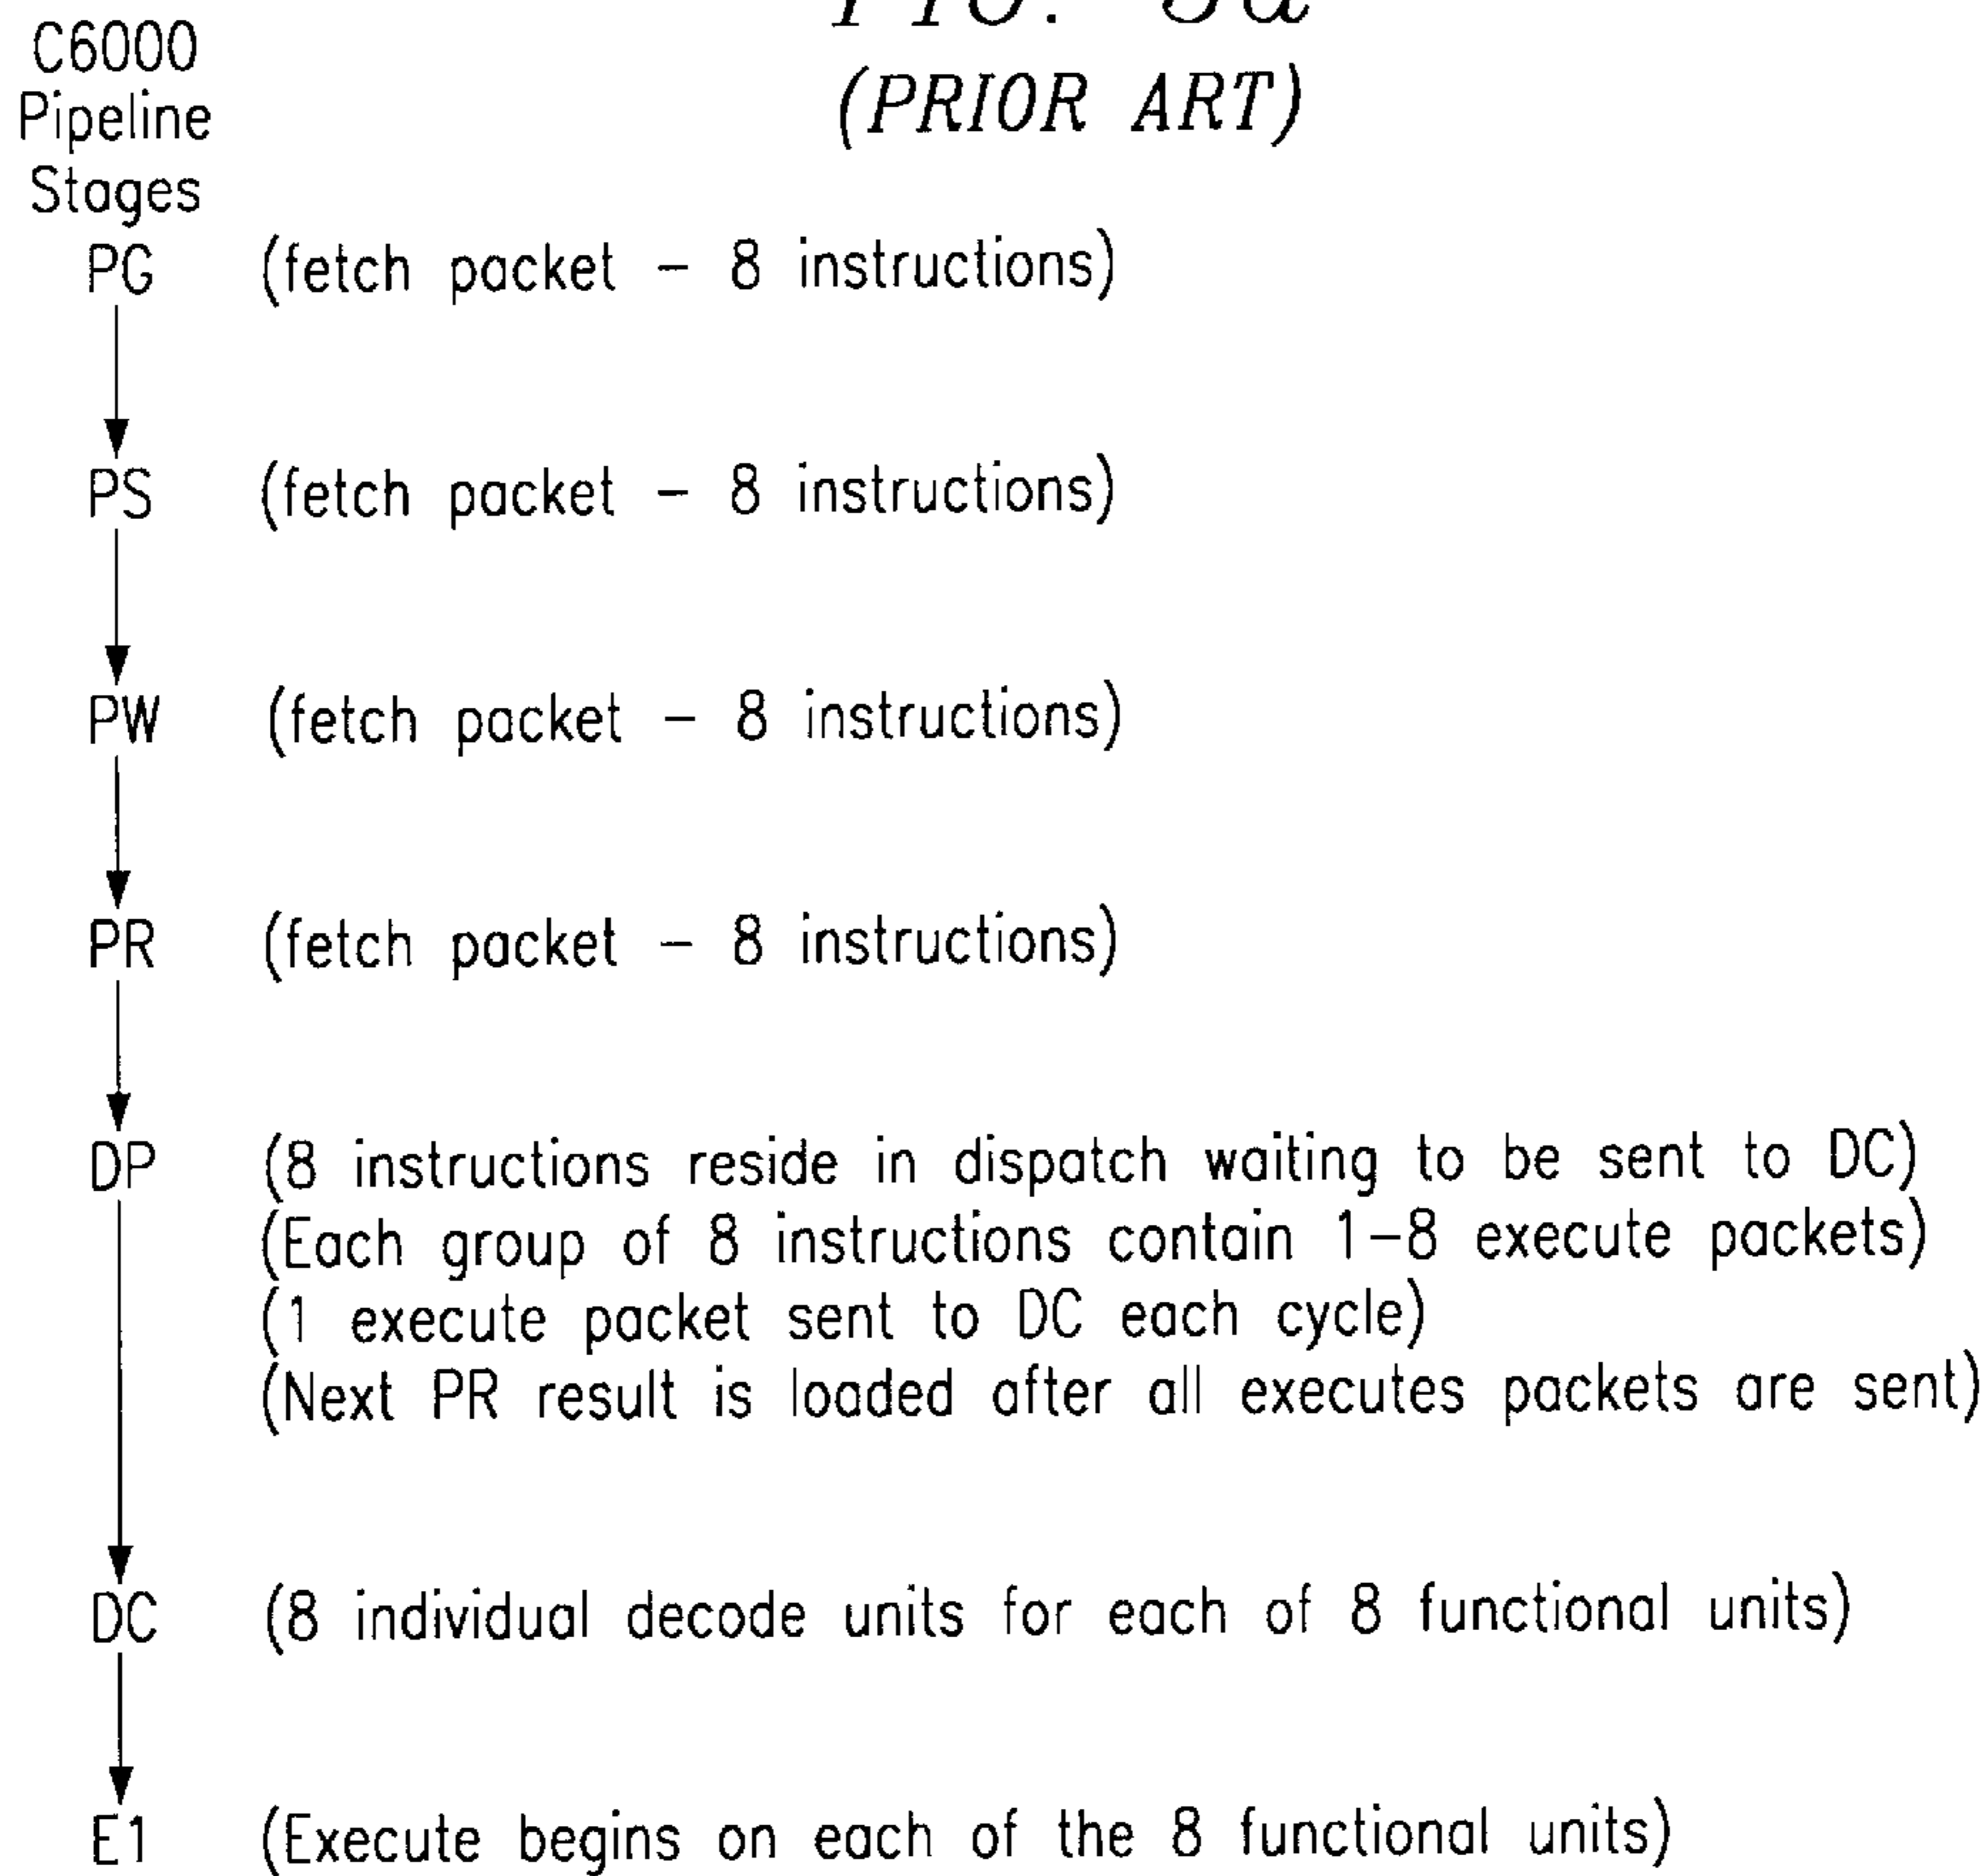 FIG. 3a
(PRIOR ART)
C6000
Pipeline
Stages
PG (fetch packet – 8 instructions)
PS (fetch packet – 8 instructions)
PW (fetch packet – 8 instructions)
PR (fetch packet – 8 instructions)
DP (8 instructions reside in dispatch waiting to be sent to DC)
(Each group of 8 instructions contain 1–8 execute packets)
(1 execute packet sent to DC each cycle)
(Next PR result is loaded after all executes packets are sent)
DC (8 individual decode units for each of 8 functional units)
E1 (Execute begins on each of the 8 functional units)